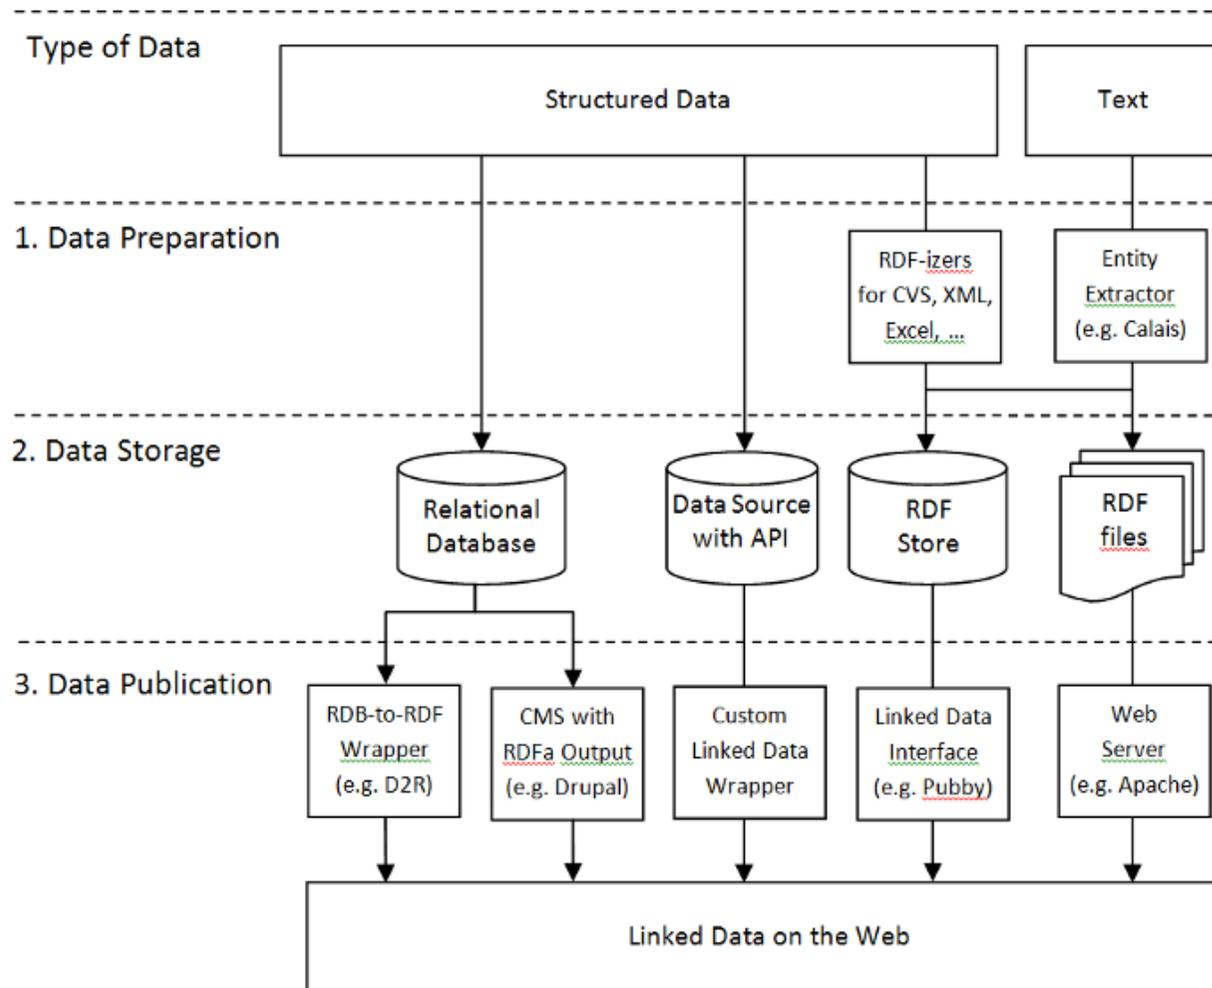 Type of Data
Structured Data
Text
1. Data Preparation
RDF-izers
for CVS, XML,
Excel, ...
Entity
Extractor
(e.g. Calais)
2. Data Storage
Relational
Database
Data Source
with API
RDF
Store
RDF
files
3. Data Publication
RDB-to-RDF
Wrapper
(e.g. D2R)
CMS with
RDFa Output
(e.g. Drupal)
Custom
Linked Data
Wrapper
Linked Data
Interface
(e.g. Pubby)
Web
Server
(e.g. Apache)
Linked Data on the Web